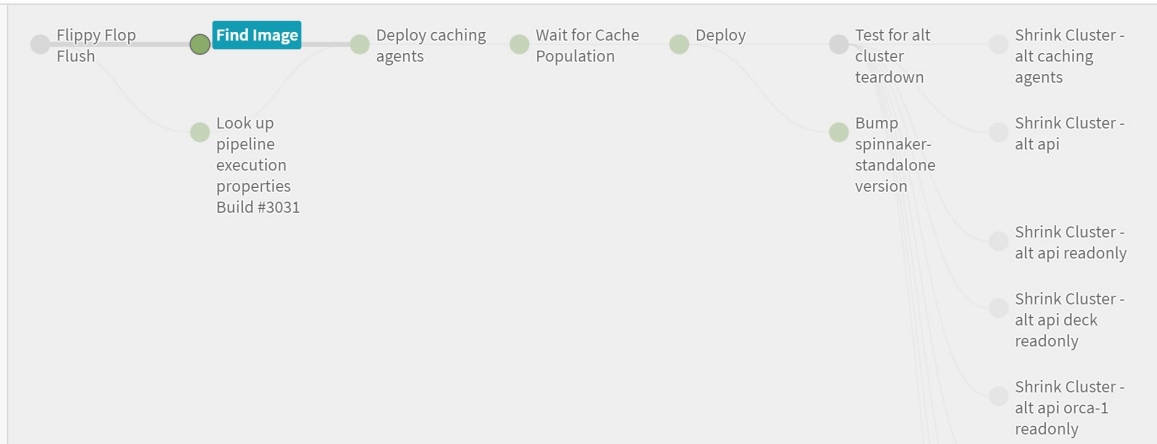 Flippy Flop
Flush
Find Image
Look up
pipeline
execution
properties
Build #3031
Deploy caching
agents
Wait for Cache
Population
Deploy
Test for alt
cluster
teardown
Bump
spinnaker-
standalone
version
Shrink Cluster -
alt caching
agents
Shrink Cluster -
alt api
Shrink Cluster -
alt api readonly
Shrink Cluster -
alt api deck
readonly
Shrink Cluster -
alt api orca-1
readonly